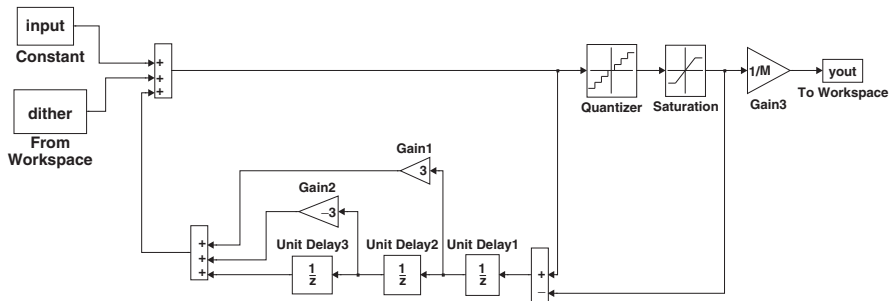 input
Constant
dither
From
Workspace
+
+
+
Quantizer
Saturation
1/M
Gain3
yout
To Workspace
Gain1
3
Gain2
−3
Unit Delay3
Unit Delay2
Unit Delay1
+
+
+
1
z
1
z
1
z
+
−